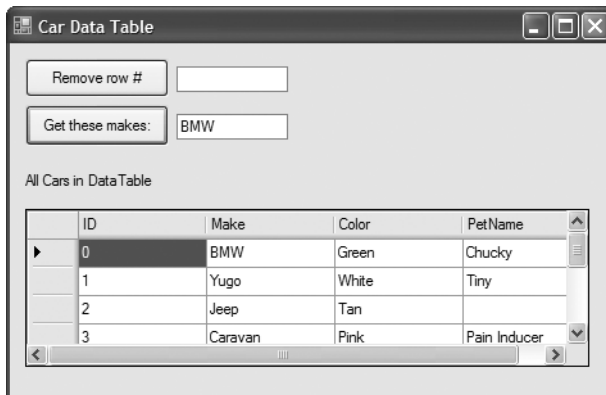 Car Data Table
Remove row #
Get these makes: BMW
All Cars in DataTable
ID Make Color PetName
0 BMW Green Chucky
1 Yugo White Tiny
2 Jeep Tan
3 Caravan Pink Pain Inducer